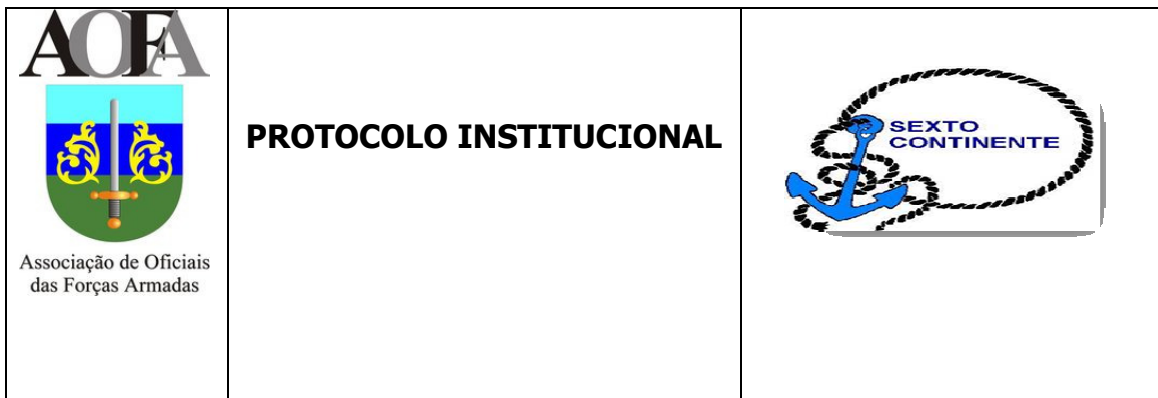 AOFA
Associação de Oficiais
das Forças Armadas
PROTOCOLO INSTITUCIONAL
SEXTO
CONTINENTE